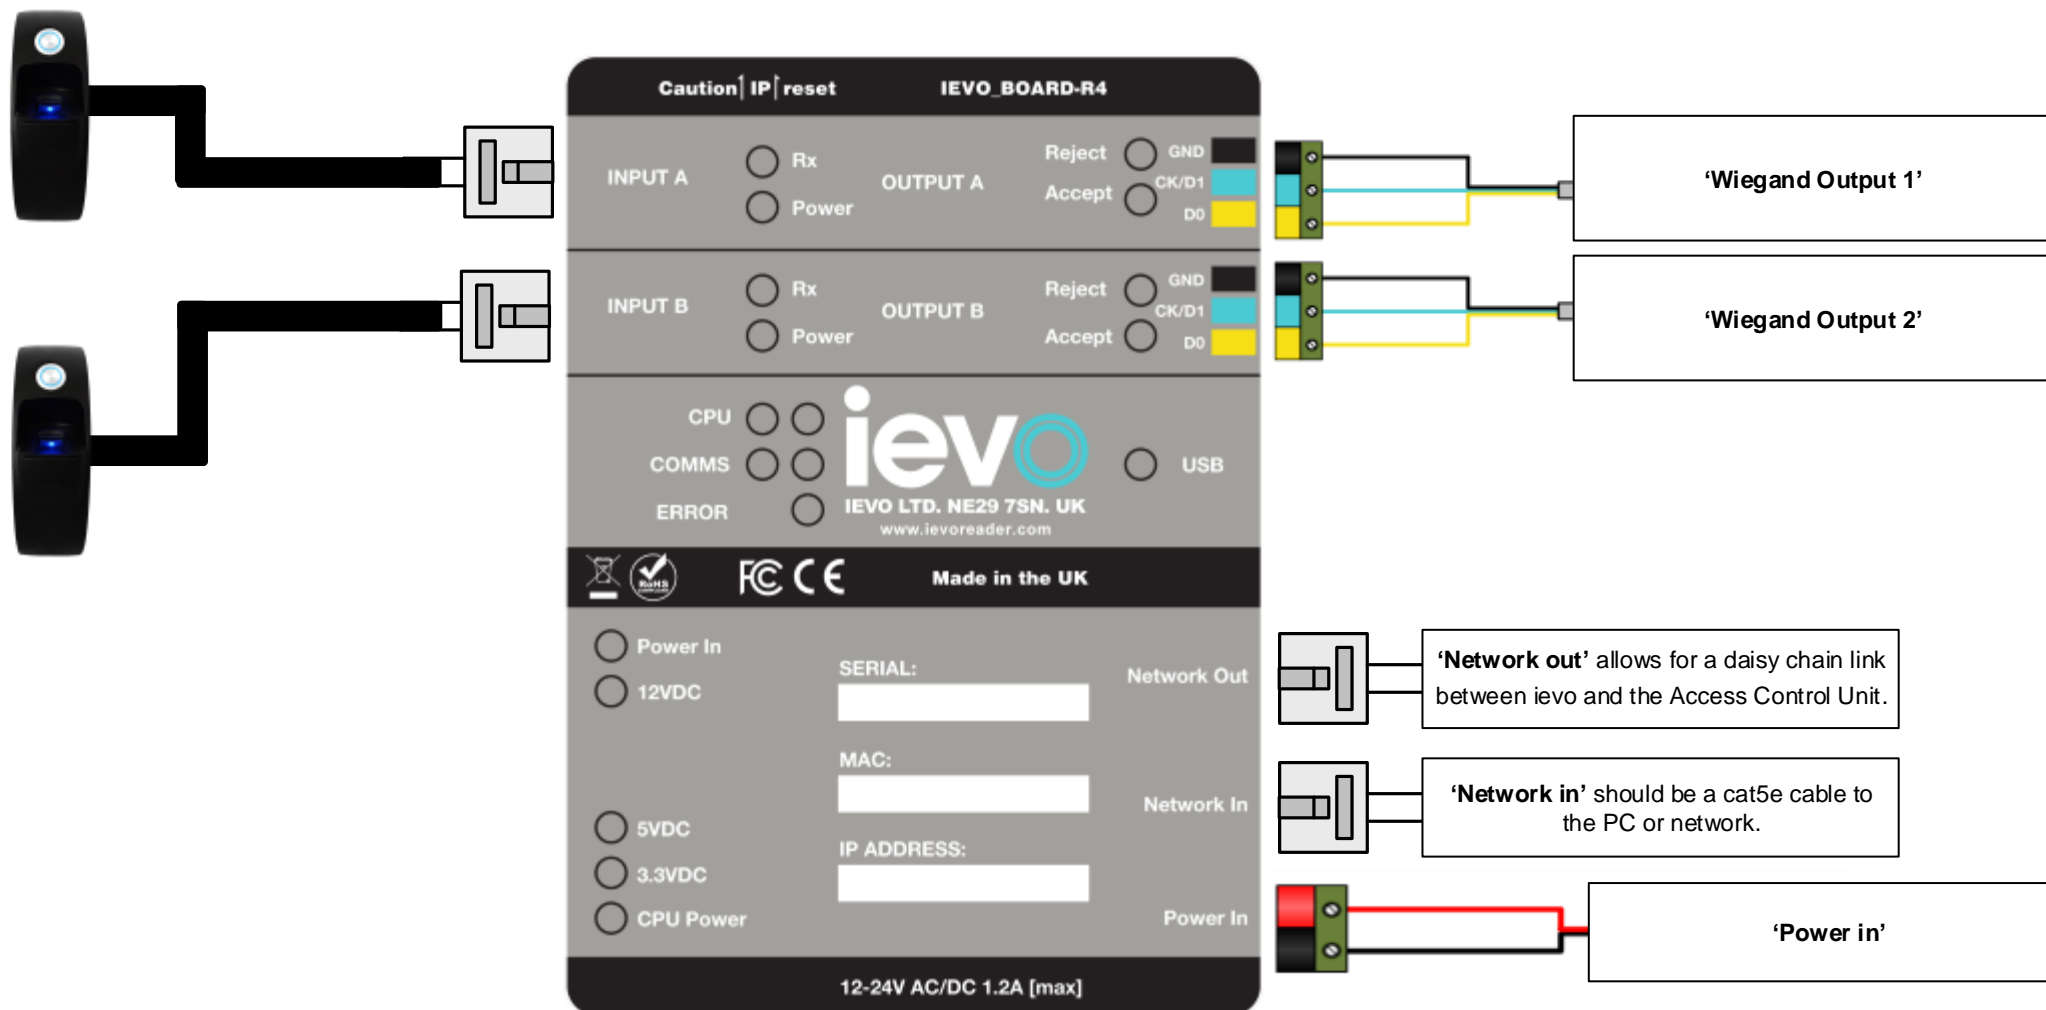 Caution IP reset IEVO_BOARD-R4
INPUT A
Rx
Power
OUTPUT A
Reject
Accept
GND
CK/D1
D0
‘Wiegand Output 1’
INPUT B
Rx
Power
OUTPUT B
Reject
Accept
GND
CK/D1
D0
‘Wiegand Output 2’
CPU
COMMS
ERROR
ievo
IEVO LTD. NE29 7SN. UK
www.ievoreader.com
USB
RoHS
FC CE
Made in the UK
Power In
12VDC
5VDC
3.3VDC
CPU Power
SERIAL:
MAC:
IP ADDRESS:
Network Out
Network In
Power In
‘Network out’ allows for a daisy chain link
between ievo and the Access Control Unit.
‘Network in’ should be a cat5e cable to
the PC or network.
‘Power in’
12-24V AC/DC 1.2A [max]